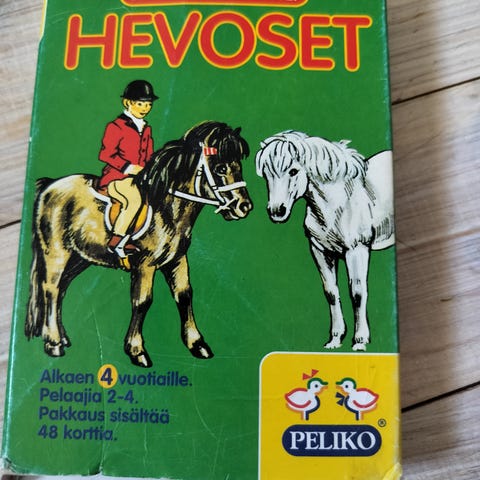 HEVOSET
Alkaen 4 vuotiaille.
Pelaajia 2-4.
Pakkaus sisältää
48 korttia.
PELIKO®